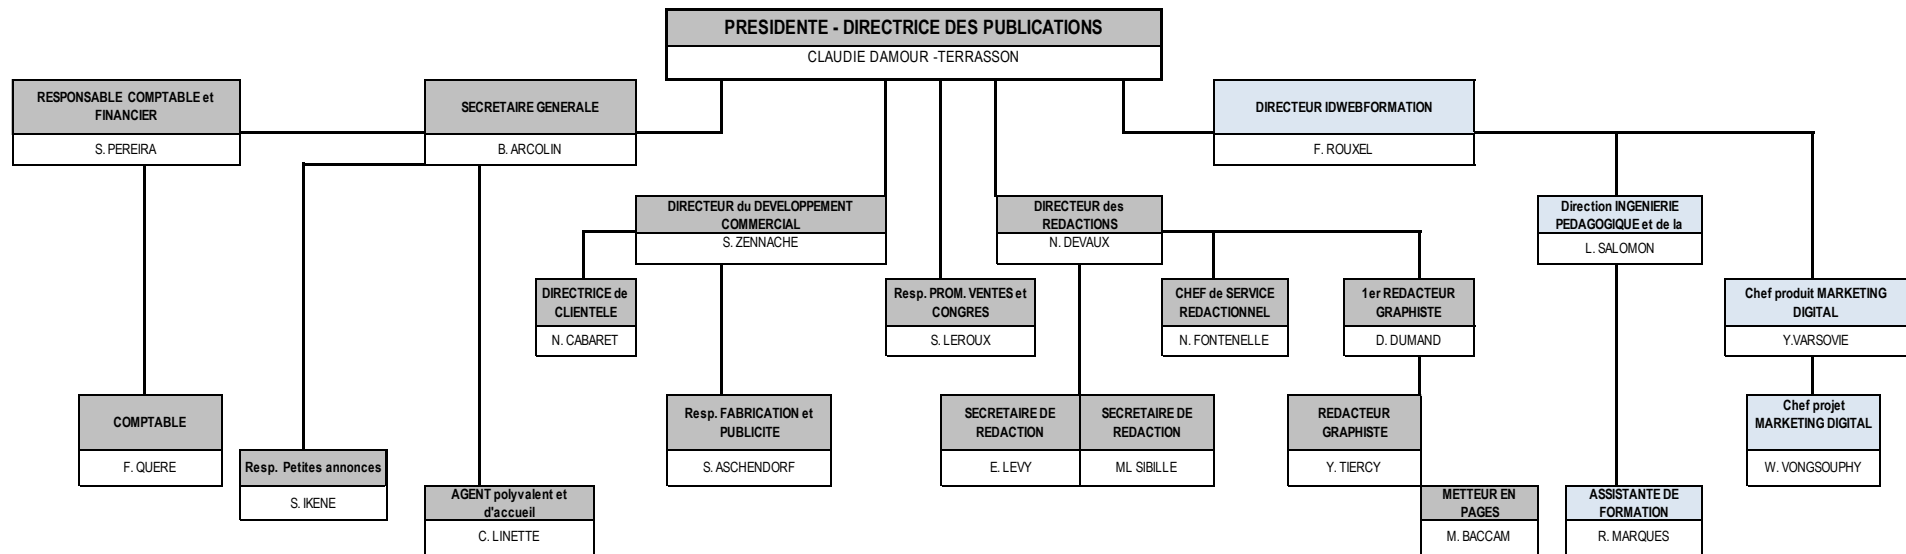 PRESIDENTE - DIRECTRICE DES PUBLICATIONS
CLAUDIE DAMOUR -TERRASSON
RESPONSABLE COMPTABLE et
FINANCIER
S. PEREIRA
SECRETAIRE GENERALE
B. ARCOLIN
DIRECTEUR IDWEBFORMATION
F. ROUXEL
DIRECTEUR du DEVELOPPEMENT
COMMERCIAL
S. ZENNACHE
DIRECTEUR des
REDACTIONS
N. DEVAUX
Direction INGENIERIE
PEDAGOGIQUE et de la
L. SALOMON
DIRECTRICE de
CLIENTELE
N. CABARET
Resp. PROM. VENTES et
CONGRES
S. LEROUX
CHEF de SERVICE
REDACTIONNEL
N. FONTENELLE
1er REDACTEUR
GRAPHISTE
D. DUMAND
Chef produit MARKETING
DIGITAL
Y.VARSOVIE
COMPTABLE
F. QUERE
Resp. FABRICATION et
PUBLICITE
S. ASCHENDORF
SECRETAIRE DE
REDACTION
E. LEVY
SECRETAIRE DE
REDACTION
ML SIBILLE
REDACTEUR
GRAPHISTE
Y. TIERCY
Chef projet
MARKETING DIGITAL
W. VONGSOUPHY
Resp. Petites annonces
S. IKENE
AGENT polyvalent et
d'accueil
C. LINETTE
METTEUR EN
PAGES
M. BACCAM
ASSISTANTE DE
FORMATION
R. MARQUES